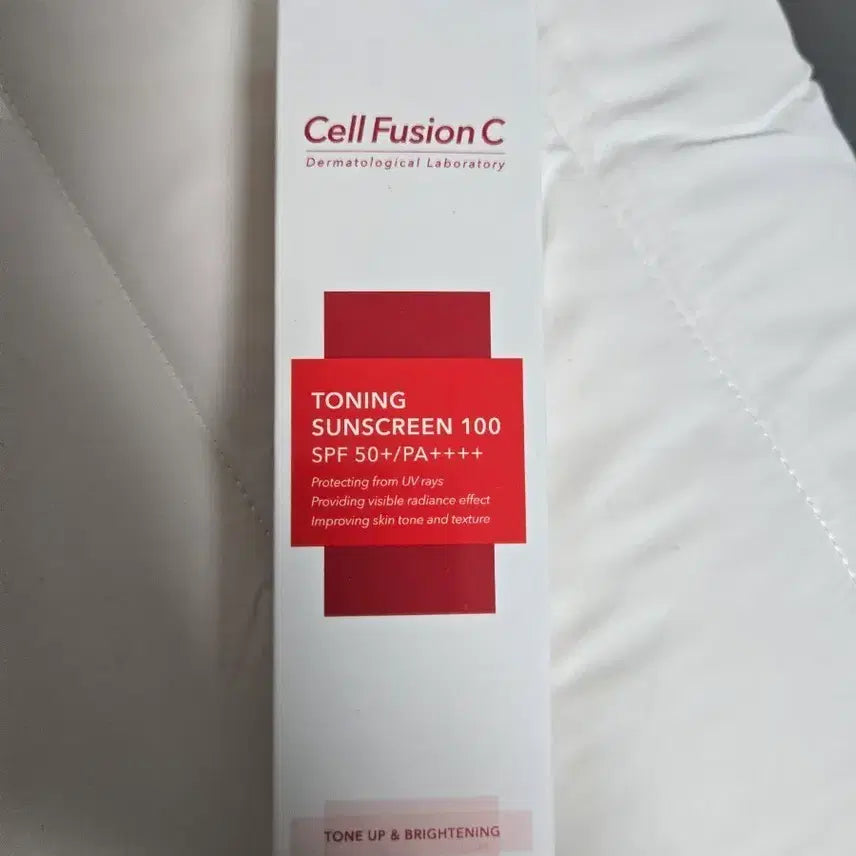 Cell Fusion C
Dermatological Laboratory
TONING
SUNSCREEN 100
SPF 50+/PA++++
Protecting from UV rays
Providing visible radiance effect
Improving skin tone and texture
TONE UP & BRIGHTENING